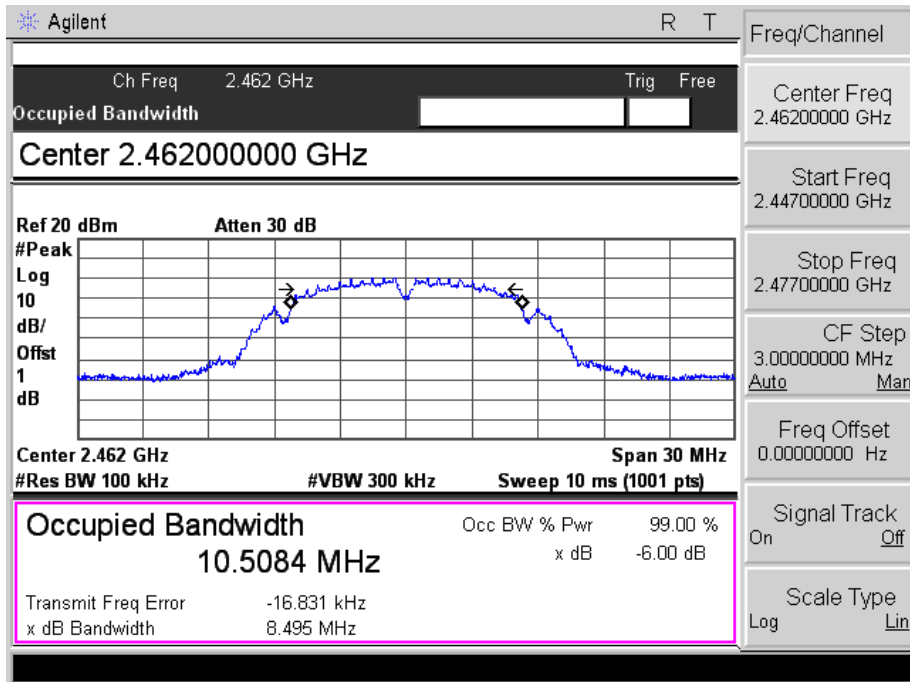 Agilent R T
Ch Freq 2.462 GHz Trig Free
Occupied Bandwidth
Center 2.462000000 GHz
Ref 20 dBm Atten 30 dB
#Peak
Log
10
dB/
Offst
1
dB
Center 2.462 GHz Span 30 MHz
#Res BW 100 kHz #VBW 300 kHz Sweep 10 ms (1001 pts)
Occupied Bandwidth Occ BW % Pwr 99.00 %
10.5084 MHz x dB -6.00 dB
Transmit Freq Error -16.831 kHz
x dB Bandwidth 8.495 MHz
Freq/Channel
Center Freq
2.46200000 GHz
Start Freq
2.44700000 GHz
Stop Freq
2.47700000 GHz
CF Step
3.00000000 MHz
Auto Man
Freq Offset
0.00000000 Hz
Signal Track
On Off
Scale Type
Log Lin